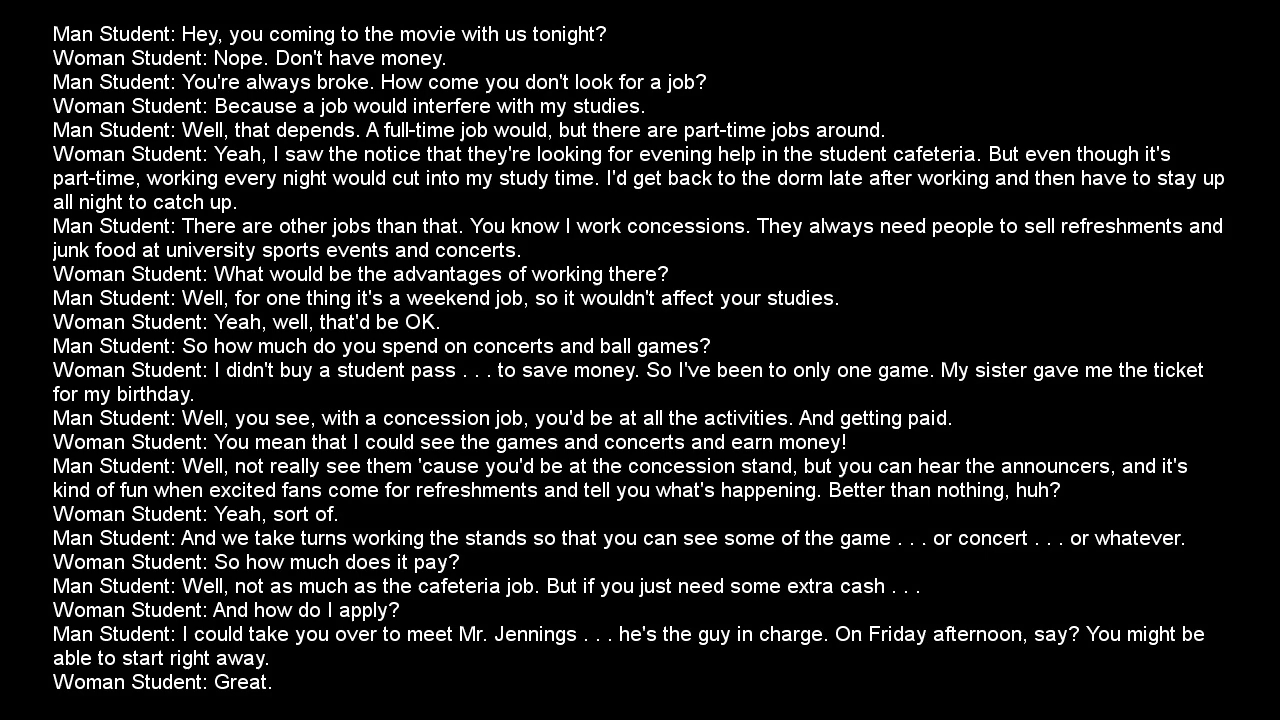 Man Student: Hey, you coming to the movie with us tonight?
Woman Student: Nope. Don't have money.
Man Student: You're always broke. How come you don't look for a job?
Woman Student: Because a job would interfere with my studies.
Man Student: Well, that depends. A full-time job would, but there are part-time jobs around.
Woman Student: Yeah, I saw the notice that they're looking for evening help in the student cafeteria. But even though it's
part-time, working every night would cut into my study time. I'd get back to the dorm late after working and then have to stay up
all night to catch up.
Man Student: There are other jobs than that. You know I work concessions. They always need people to sell refreshments and
junk food at university sports events and concerts.
Woman Student: What would be the advantages of working there?
Man Student: Well, for one thing it's a weekend job, so it wouldn't affect your studies.
Woman Student: Yeah, well, that'd be OK.
Man Student: So how much do you spend on concerts and ball games?
Woman Student: I didn't buy a student pass . . . to save money. So I've been to only one game. My sister gave me the ticket
for my birthday.
Man Student: Well, you see, with a concession job, you'd be at all the activities. And getting paid.
Woman Student: You mean that I could see the games and concerts and earn money!
Man Student: Well, not really see them 'cause you'd be at the concession stand, but you can hear the announcers, and it's
kind of fun when excited fans come for refreshments and tell you what's happening. Better than nothing, huh?
Woman Student: Yeah, sort of.
Man Student: And we take turns working the stands so that you can see some of the game . . . or concert . . . or whatever.
Woman Student: So how much does it pay?
Man Student: Well, not as much as the cafeteria job. But if you just need some extra cash . . .
Woman Student: And how do I apply?
Man Student: I could take you over to meet Mr. Jennings . . . he's the guy in charge. On Friday afternoon, say? You might be
able to start right away.
Woman Student: Great.